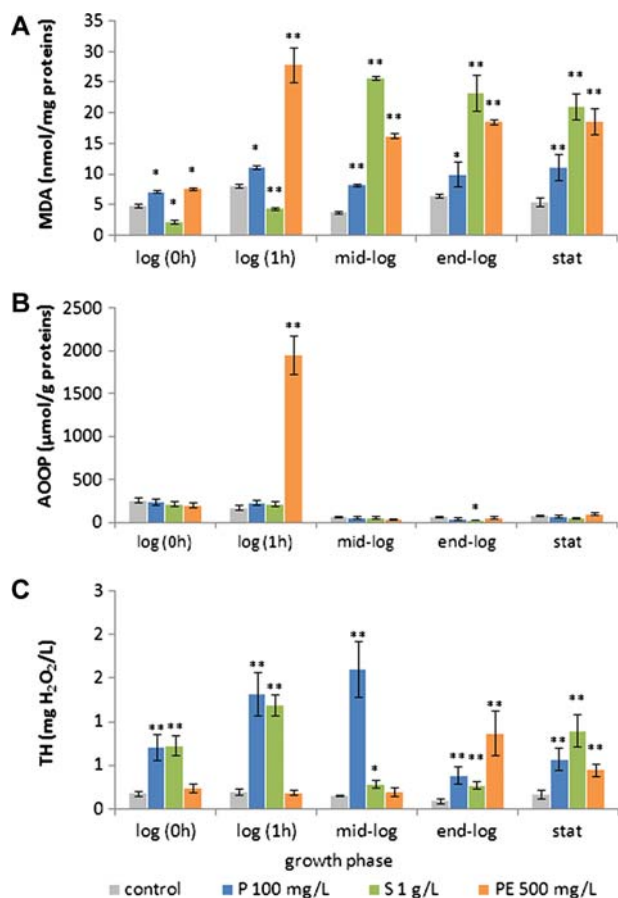 A
MDA (nmol/mg proteins)
35
30
25
20
15
10
5
0
* * *
* ** **
** ** **
* ** **
** ** **
log (0h) log (1h) mid-log end-log stat
B
AOOP (µmol/g proteins)
2500
2000
1500
1000
500
0
**
*
log (0h) log (1h) mid-log end-log stat
C
TH (mg H₂O₂/L)
3
2
2
1
1
0
** **
** **
** *
** ** **
** ** **
log (0h) log (1h) mid-log end-log stat
growth phase
control P 100 mg/L S 1 g/L PE 500 mg/L